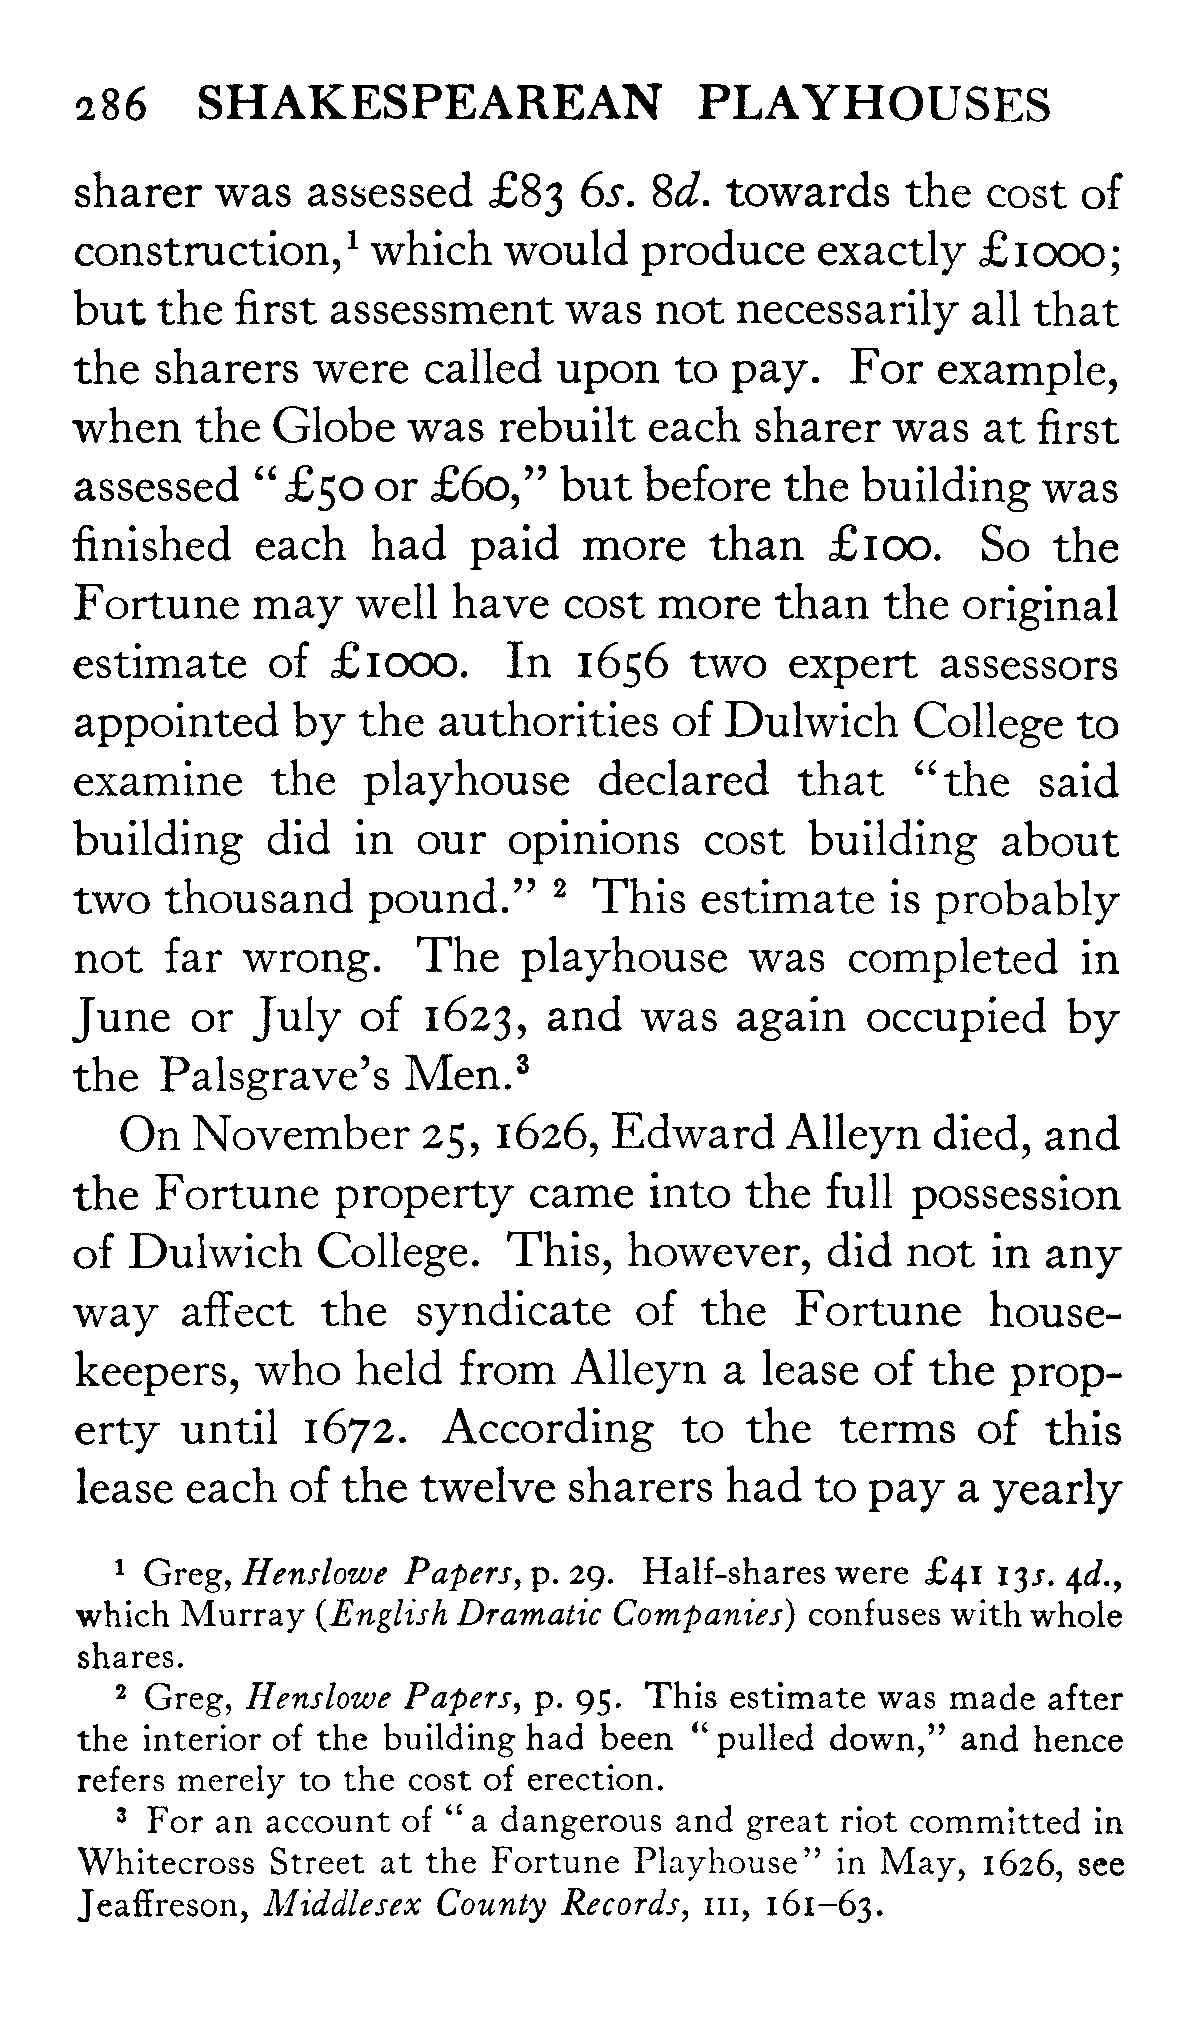 286 SHAKESPEAREAN PLAYHOUSES
sharer was assessed £83 6s. 8d. towards the cost of
construction,¹ which would produce exactly £1000;
but the first assessment was not necessarily all that
the sharers were called upon to pay. For example,
when the Globe was rebuilt each sharer was at first
assessed “£50 or £60,” but before the building was
finished each had paid more than £100. So the
Fortune may well have cost more than the original
estimate of £1000. In 1656 two expert assessors
appointed by the authorities of Dulwich College to
examine the playhouse declared that “the said
building did in our opinions cost building about
two thousand pound.” ² This estimate is probably
not far wrong. The playhouse was completed in
June or July of 1623, and was again occupied by
the Palsgrave’s Men.³
On November 25, 1626, Edward Alleyn died, and
the Fortune property came into the full possession
of Dulwich College. This, however, did not in any
way affect the syndicate of the Fortune house-
keepers, who held from Alleyn a lease of the prop-
erty until 1672. According to the terms of this
lease each of the twelve sharers had to pay a yearly
¹ Greg, Henslowe Papers, p. 29. Half-shares were £41 13s. 4d.,
which Murray (English Dramatic Companies) confuses with whole
shares.
² Greg, Henslowe Papers, p. 95. This estimate was made after
the interior of the building had been “pulled down,” and hence
refers merely to the cost of erection.
³ For an account of “a dangerous and great riot committed in
Whitecross Street at the Fortune Playhouse” in May, 1626, see
Jeaffreson, Middlesex County Records, III, 161–63.